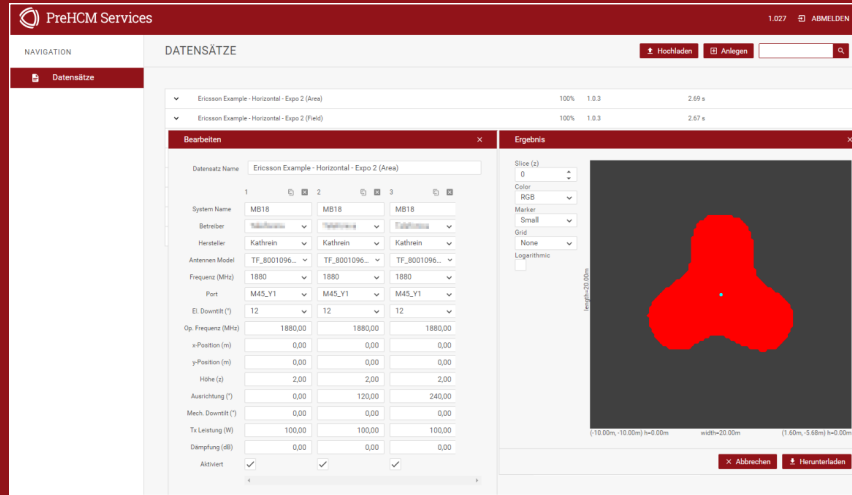 PreHCM Services
1.027 ABMELDEN
NAVIGATION
Datensätze
DATENSÄTZE
Hochladen Anlegen
Ericsson Example - Horizontal - Expo 2 (Area) 100% 1.0.3 2.69 s
Ericsson Example - Horizontal - Expo 2 (Field) 100% 1.0.3 2.67 s
Bearbeiten
Datensatz Name Ericsson Example - Horizontal - Expo 2 (Area)
1 2 3
System Name MB18 MB18 MB18
Betreiber
Hersteller Kathrein Kathrein Kathrein
Antennen Model TF_8001096... TF_8001096... TF_8001096...
Frequenz (MHz) 1880 1880 1880
Port M45_Y1 M45_Y1 M45_Y1
El. Downtilt (°) 12 12 12
Op. Frequenz (MHz) 1880,00 1880,00 1880,00
x-Position (m) 0,00 0,00 0,00
y-Position (m) 0,00 0,00 0,00
Höhe (z) 2,00 2,00 2,00
Ausrichtung (°) 0,00 120,00 240,00
Mech. Downtilt (°) 0,00 0,00 0,00
Tx Leistung (W) 100,00 100,00 100,00
Dämpfung (dB) 0,00 0,00 0,00
Aktiviert
Ergebnis
Slice (z)
0
Color
RGB
Marker
Small
Grid
None
Logarithmic
length=20.00m
(-10.00m, -10.00m) h=0.00m width=20.00m (1.60m, -5.68m) h=0.00m
Abbrechen Herunterladen